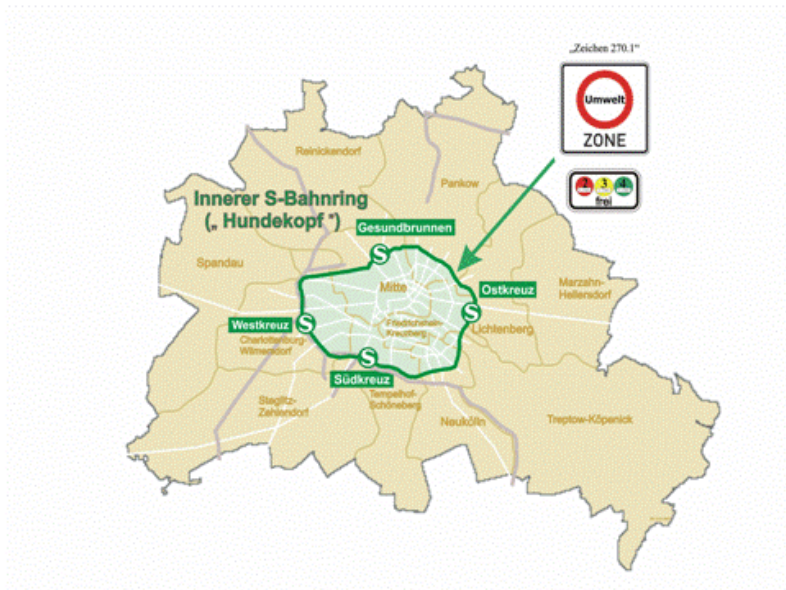 „Zeichen 270.1“
Umwelt
ZONE
2 3 4
frei
Reinickendorf
Pankow
Innerer S-Bahnring
(„ Hundekopf “)
Gesundbrunnen
S
Spandau
Mitte
Marzahn-
Hellersdorf
Ostkreuz
S
Westkreuz
S
Friedrichshain-
Kreuzberg
Lichtenberg
Charlottenburg-
Wilmersdorf
S
Südkreuz
Steglitz-
Zehlendorf
Tempelhof-
Schöneberg
Neukölln
Treptow-Köpenick